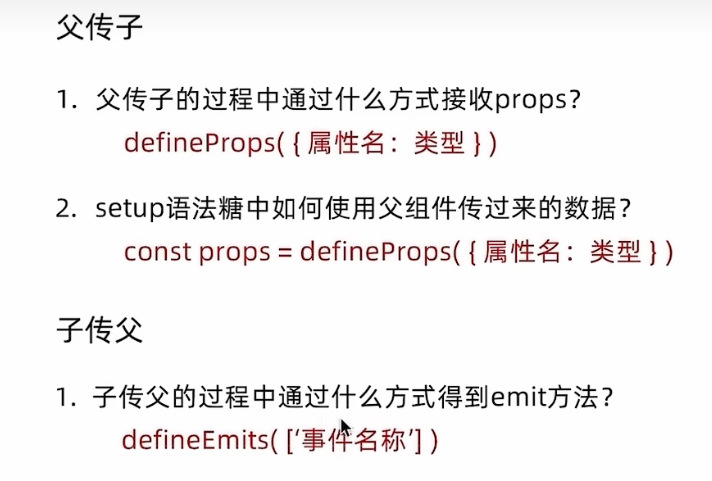 父传子
1. 父传子的过程中通过什么方式接收props?
defineProps( { 属性名：类型 } )
2. setup语法糖中如何使用父组件传过来的数据?
const props = defineProps( { 属性名：类型 } )
子传父
1. 子传父的过程中通过什么方式得到emit方法?
defineEmits( [‘事件名称’] )